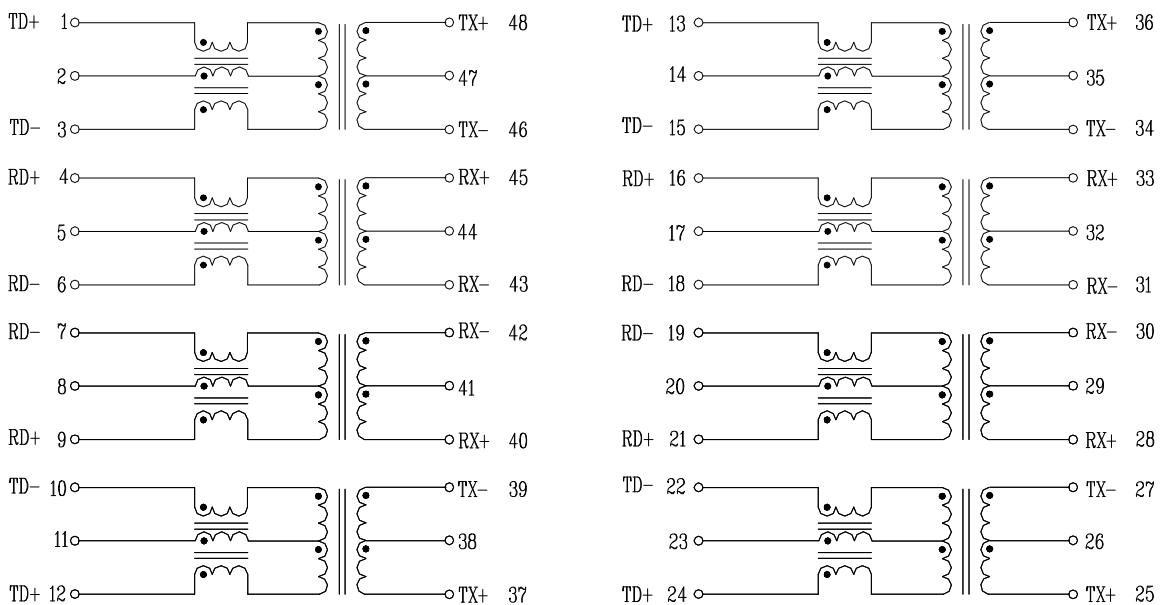 TD+ 1 TX+ 48 TD+ 13 TX+ 36
2 47 14 35
TD- 3 TX- 46 TD- 15 TX- 34
RD+ 4 RX+ 45 RD+ 16 RX+ 33
5 44 17 32
RD- 6 RX- 43 RD- 18 RX- 31
RD- 7 RX- 42 RD- 19 RX- 30
8 41 20 29
RD+ 9 RX+ 40 RD+ 21 RX+ 28
TD- 10 TX- 39 TD- 22 TX- 27
11 38 23 26
TD+ 12 TX+ 37 TD+ 24 TX+ 25